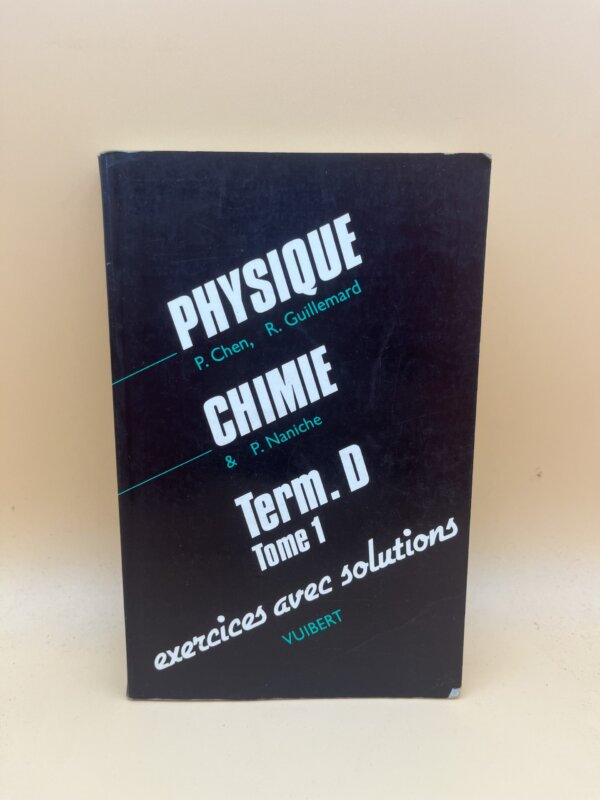 PHYSIQUE
P. Chen, R. Guillemard
CHIMIE
& P. Naniche
Term. D
Tome 1
exercices avec solutions
VUIBERT